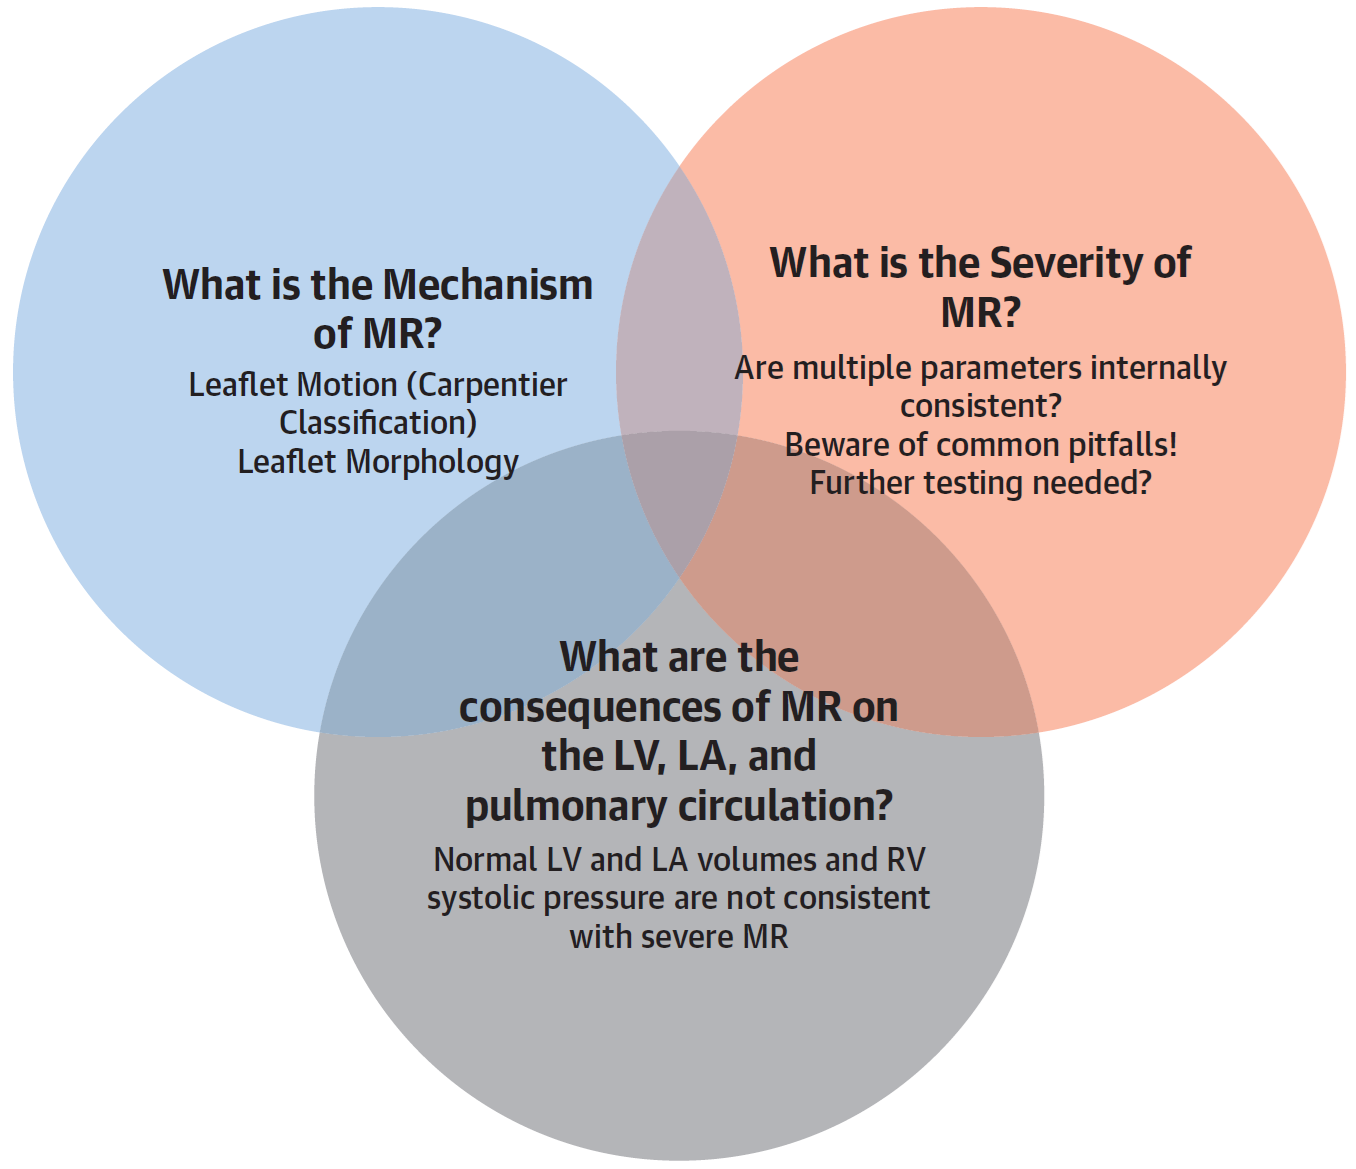 What is the Mechanism
of MR?
Leaflet Motion (Carpentier
Classification)
Leaflet Morphology
What is the Severity of
MR?
Are multiple parameters internally
consistent?
Beware of common pitfalls!
Further testing needed?
What are the
consequences of MR on
the LV, LA, and
pulmonary circulation?
Normal LV and LA volumes and RV
systolic pressure are not consistent
with severe MR